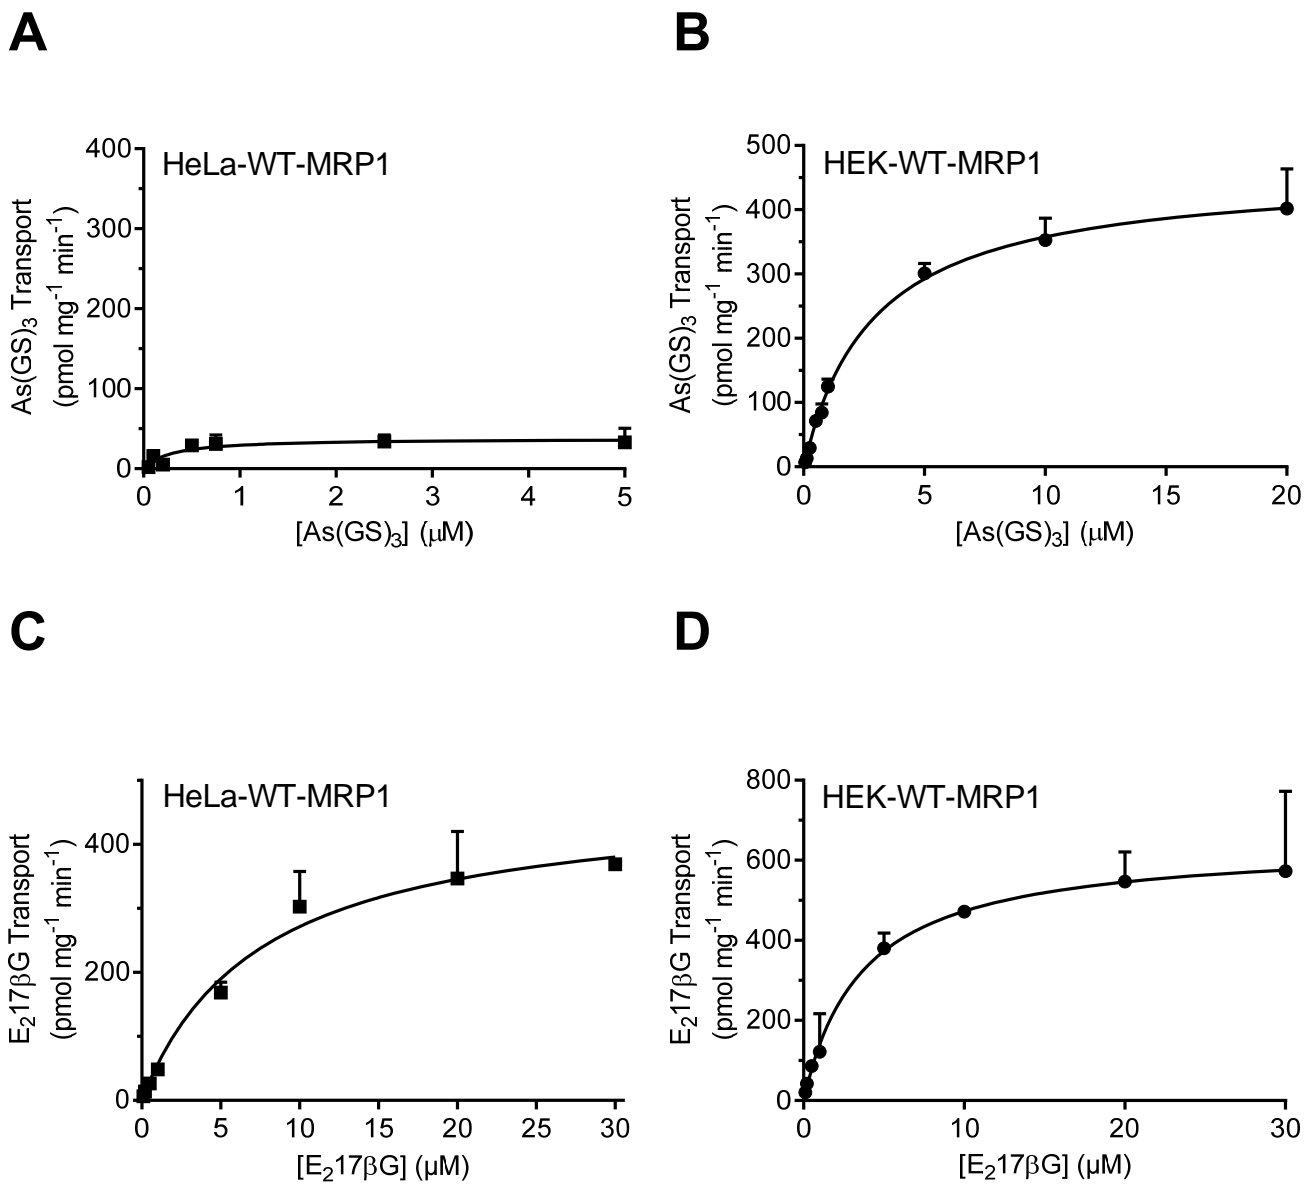 A
HeLa-WT-MRP1
As(GS)3 Transport
(pmol mg-1 min-1)
400
300
200
100
0
0 1 2 3 4 5
[As(GS)3] (μM)
B
HEK-WT-MRP1
As(GS)3 Transport
(pmol mg-1 min-1)
500
400
300
200
100
0
0 5 10 15 20
[As(GS)3] (μM)
C
HeLa-WT-MRP1
E217βG Transport
(pmol mg-1 min-1)
400
200
0
0 5 10 15 20 25 30
[E217βG] (μM)
D
HEK-WT-MRP1
E217βG Transport
(pmol mg-1 min-1)
800
600
400
200
0
0 10 20 30
[E217βG] (μM)